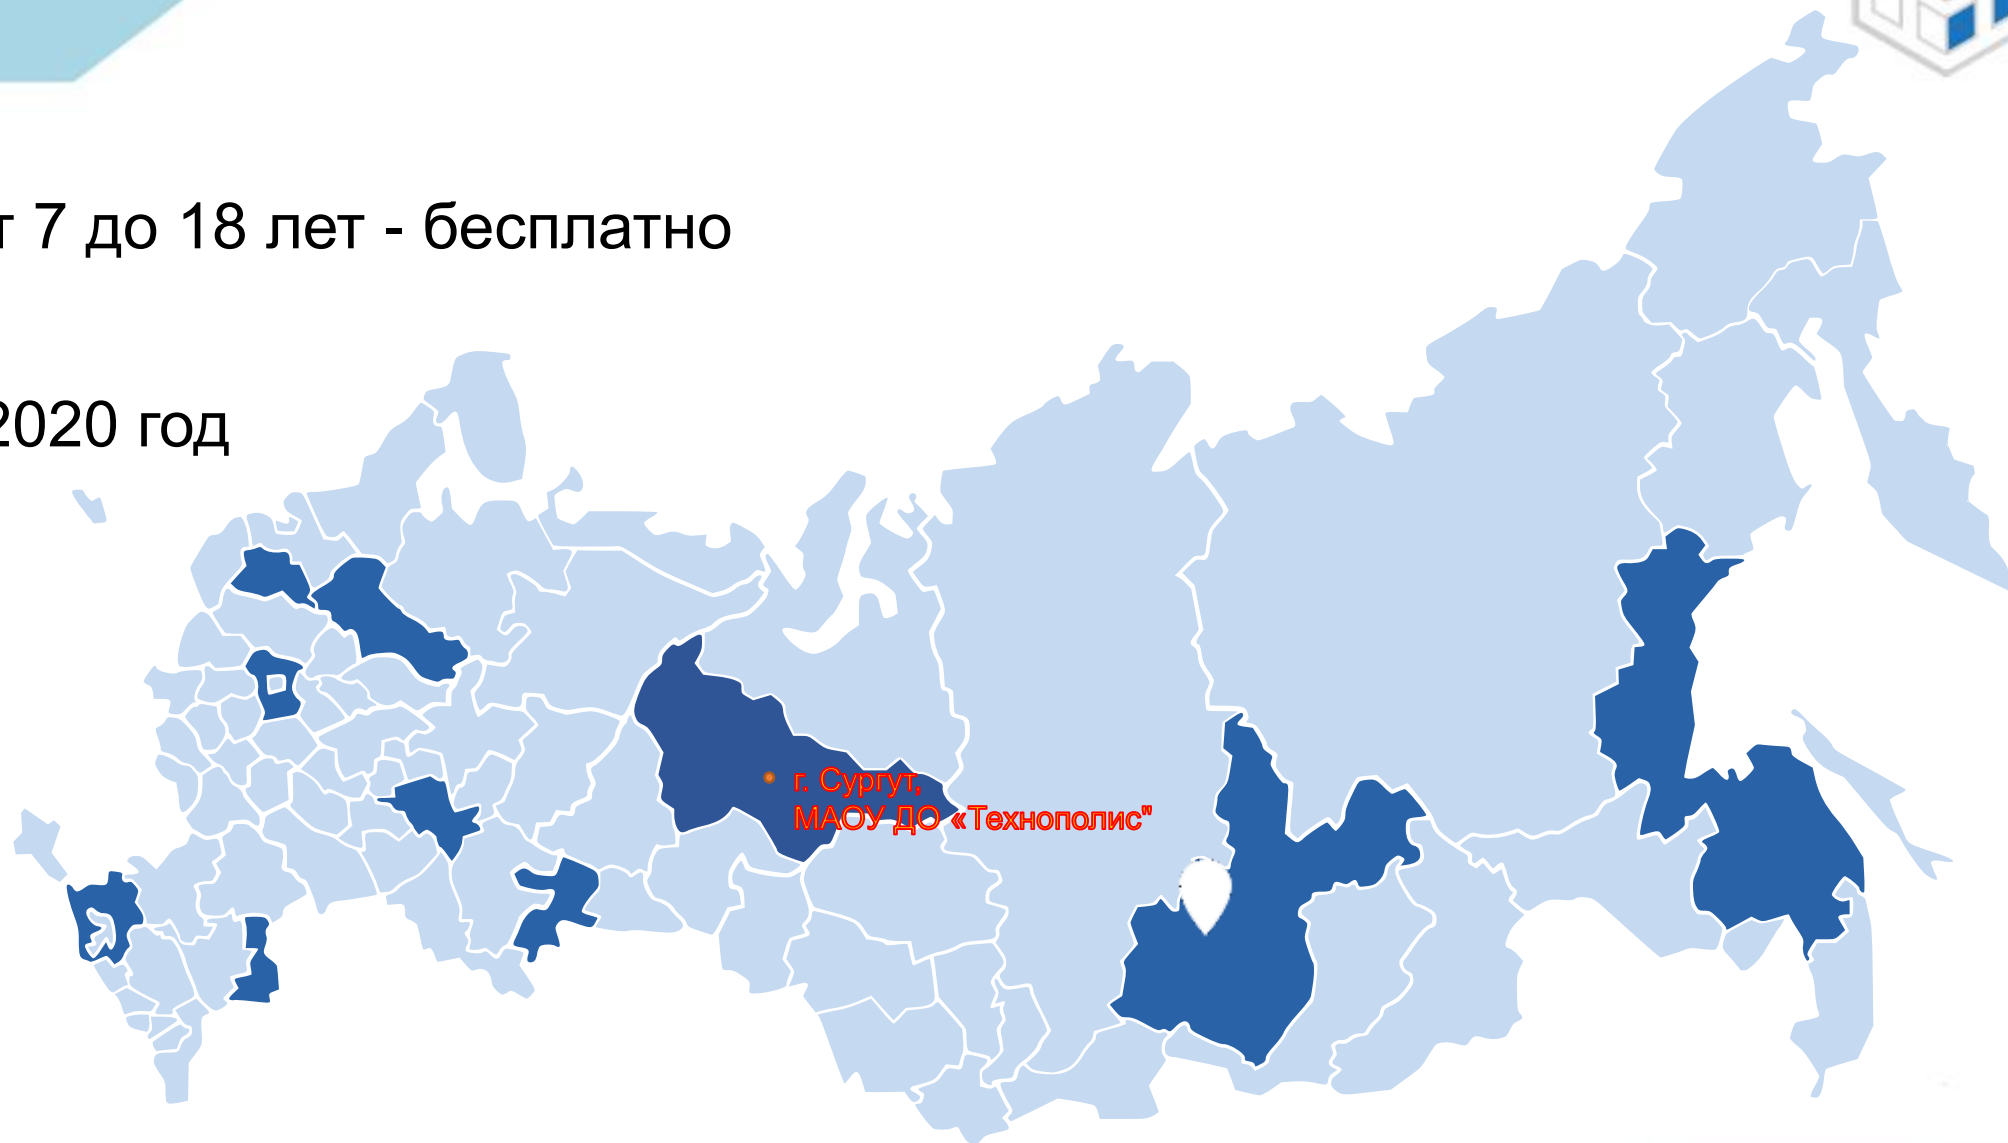 т 7 до 18 лет - бесплатно
2020 год
г. Сургут,
МАОУ ДО «Технополис"